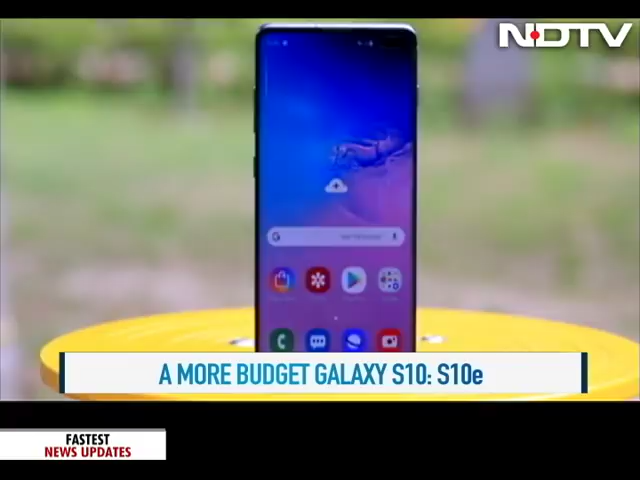 NDTV
A MORE BUDGET GALAXY S10: S10e
FASTEST
NEWS UPDATES